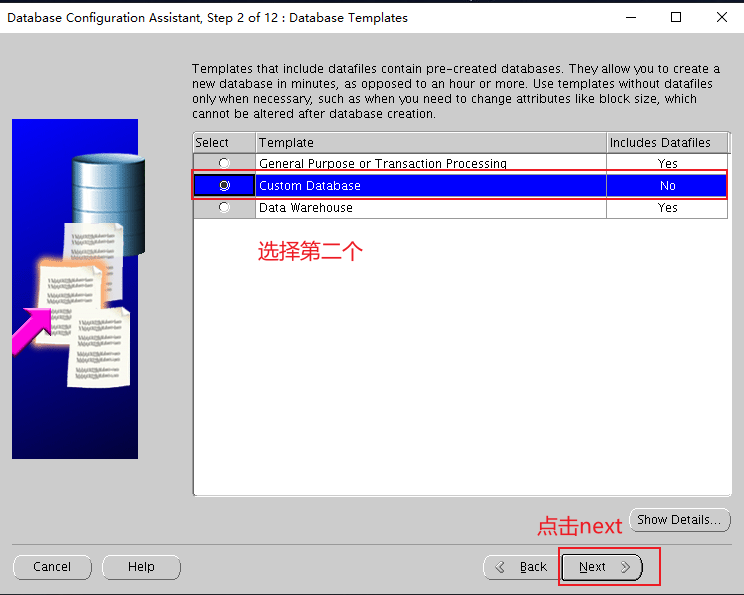 Database Configuration Assistant, Step 2 of 12 : Database Templates
Templates that include datafiles contain pre-created databases. They allow you to create a
new database in minutes, as opposed to an hour or more. Use templates without datafiles
only when necessary, such as when you need to change attributes like block size, which
cannot be altered after database creation.
Select Template Includes Datafiles
General Purpose or Transaction Processing Yes
Custom Database No
Data Warehouse Yes
选择第二个
点击next
Show Details...
Cancel Help Back Next